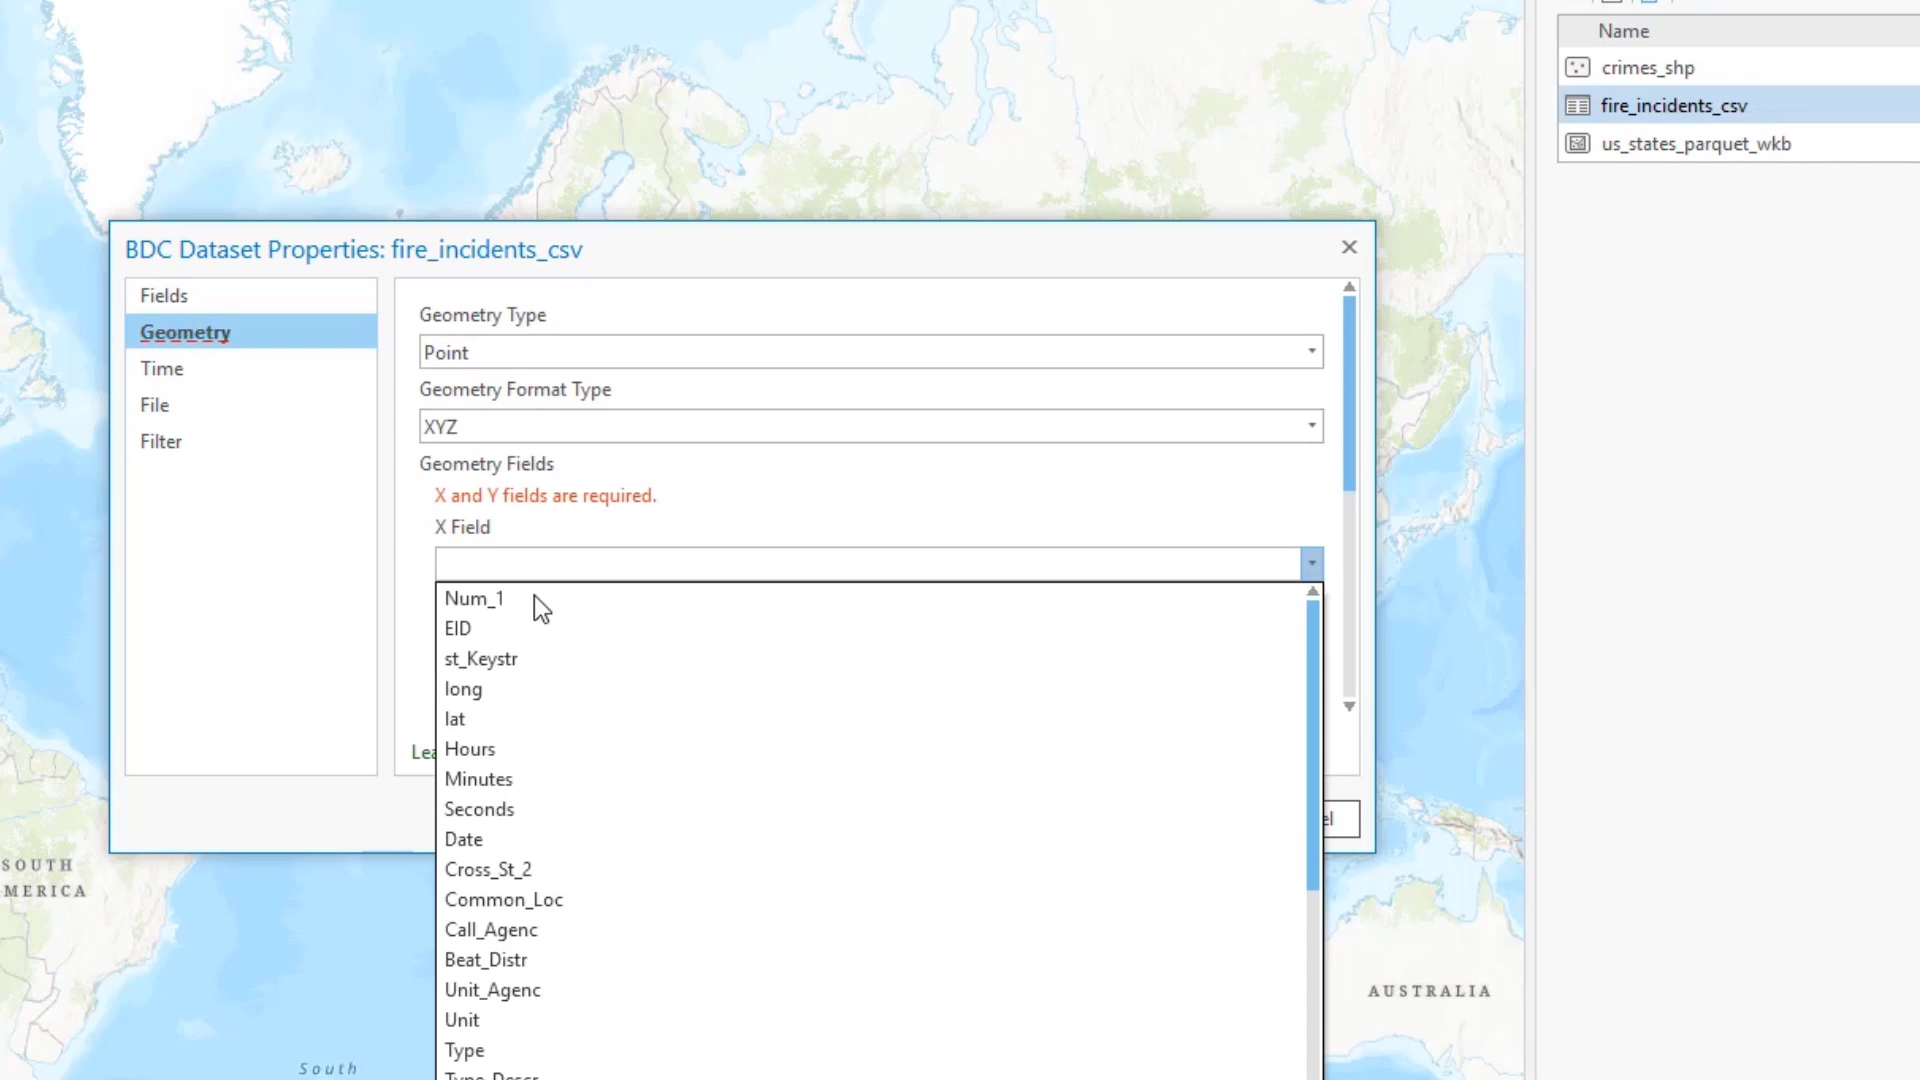 Name
crimes_shp
fire_incidents_csv
us_states_parquet_wkb
BDC Dataset Properties: fire_incidents_csv
Fields
Geometry
Time
File
Filter
Geometry Type
Point
Geometry Format Type
XYZ
Geometry Fields
X and Y fields are required.
X Field
Num_1
EID
st_Keystr
long
lat
Hours
Minutes
Seconds
Date
Cross_St_2
Common_Loc
Call_Agenc
Beat_Distr
Unit_Agenc
Unit
Type
SOUTH
AUSTRALIA
South